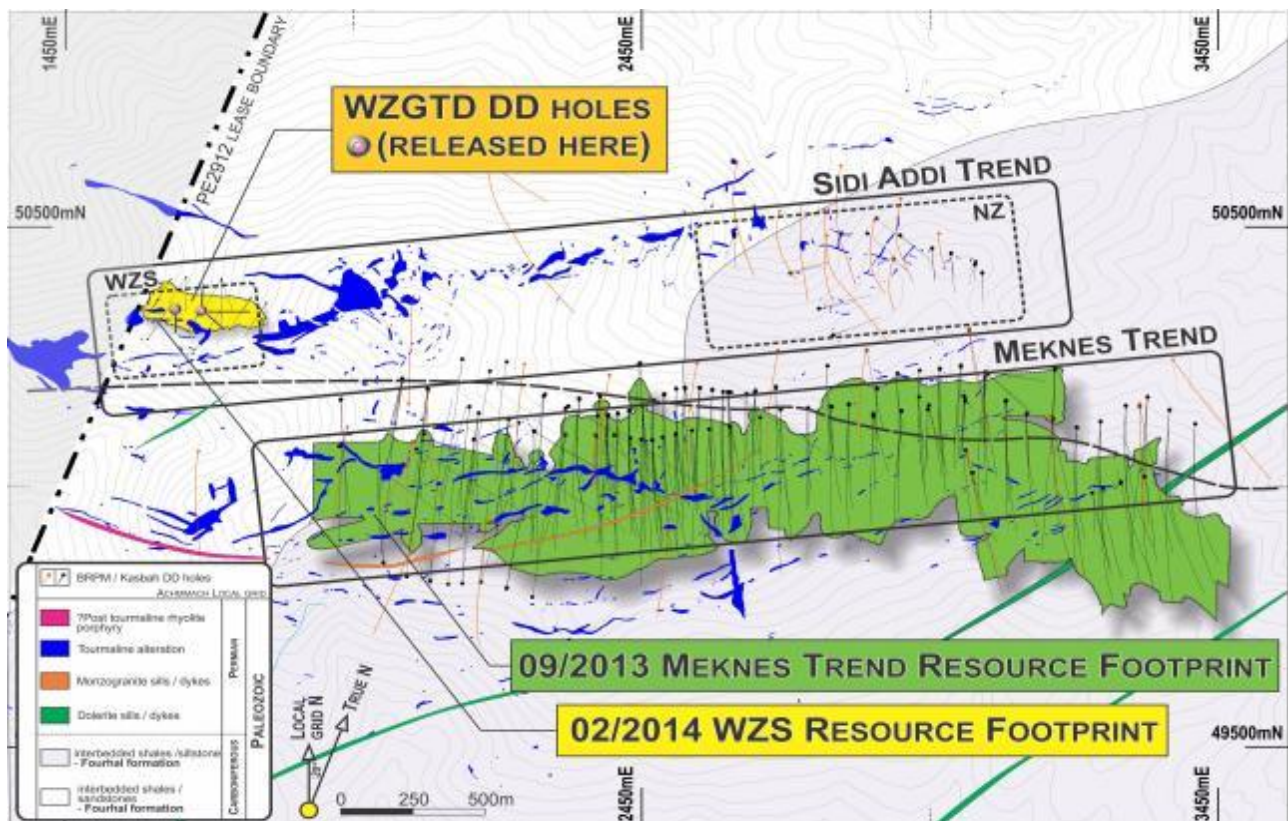 1450mE
2450mE
3450mE
PE2912 LEASE BOUNDARY
WZGTD DD HOLES
(RELEASED HERE)
SIDI ADDI TREND
50500mN
50500mN
NZ
WZS
MEKNES TREND
BRPM / Kasbah DD holes
ACHMMACH LOCAL GRID
?Post tourmaline rhyolite
porphyry
Tourmaline alteration
Monzogranite sills / dykes
Dolerite sills / dykes
Interbedded shales /siltstone
- Fourhal formation
interbedded shales /
sandstones
- Fourhal formation
PERMIAN
CARBONIFEROUS
PALEOZOIC
LOCAL
GRID N
TRUE N
0 250 500m
09/2013 MEKNES TREND RESOURCE FOOTPRINT
02/2014 WZS RESOURCE FOOTPRINT
49500mN
2450mE
3450mE